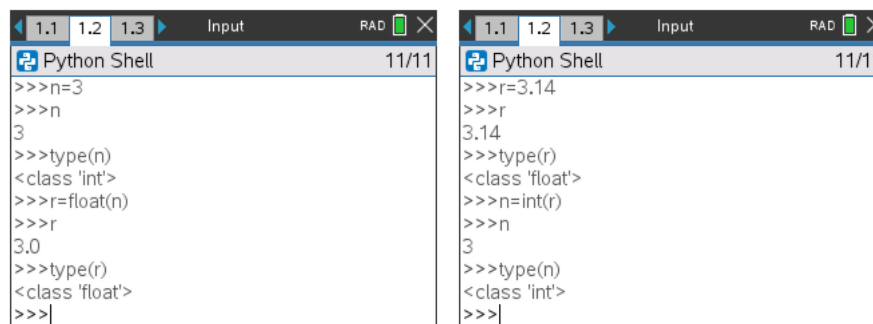 1.1 1.2 1.3 Input RAD
Python Shell 11/11
>>>n=3
>>>n
3
>>>type(n)
<class 'int'>
>>>r=float(n)
>>>r
3.0
>>>type(r)
<class 'float'>
>>>
1.1 1.2 1.3 Input RAD
Python Shell 11/1
>>>r=3.14
>>>r
3.14
>>>type(r)
<class 'float'>
>>>n=int(r)
>>>n
3
>>>type(n)
<class 'int'>
>>>